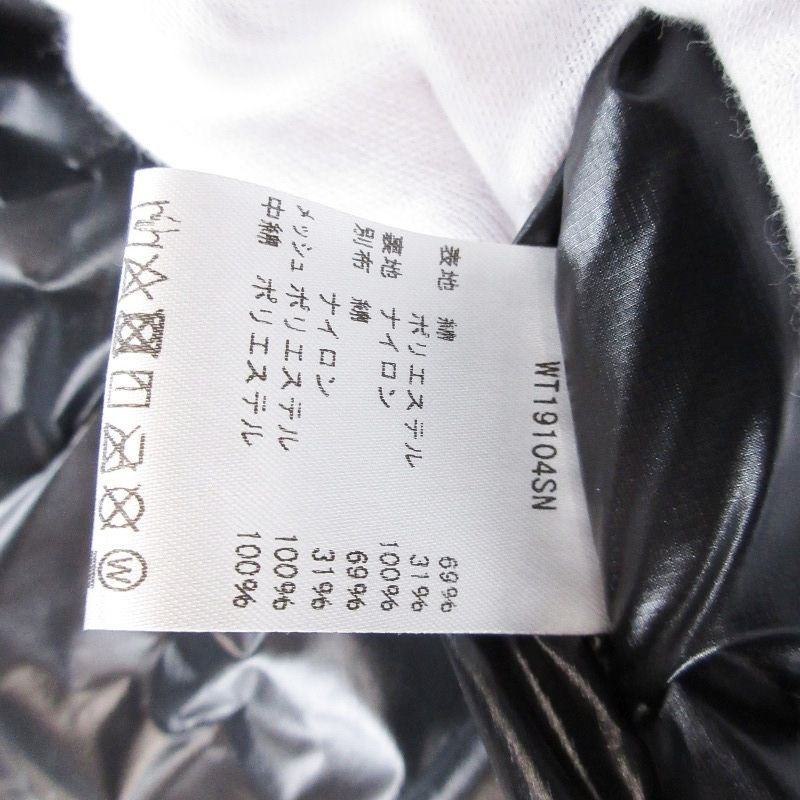 WT19104SN
表地 綿 69%
ポリエステル 31%
裏地 ナイロン 100%
別布 綿 69%
ナイロン 31%
メッシュ ポリエステル 100%
中綿 ポリエステル 100%
W